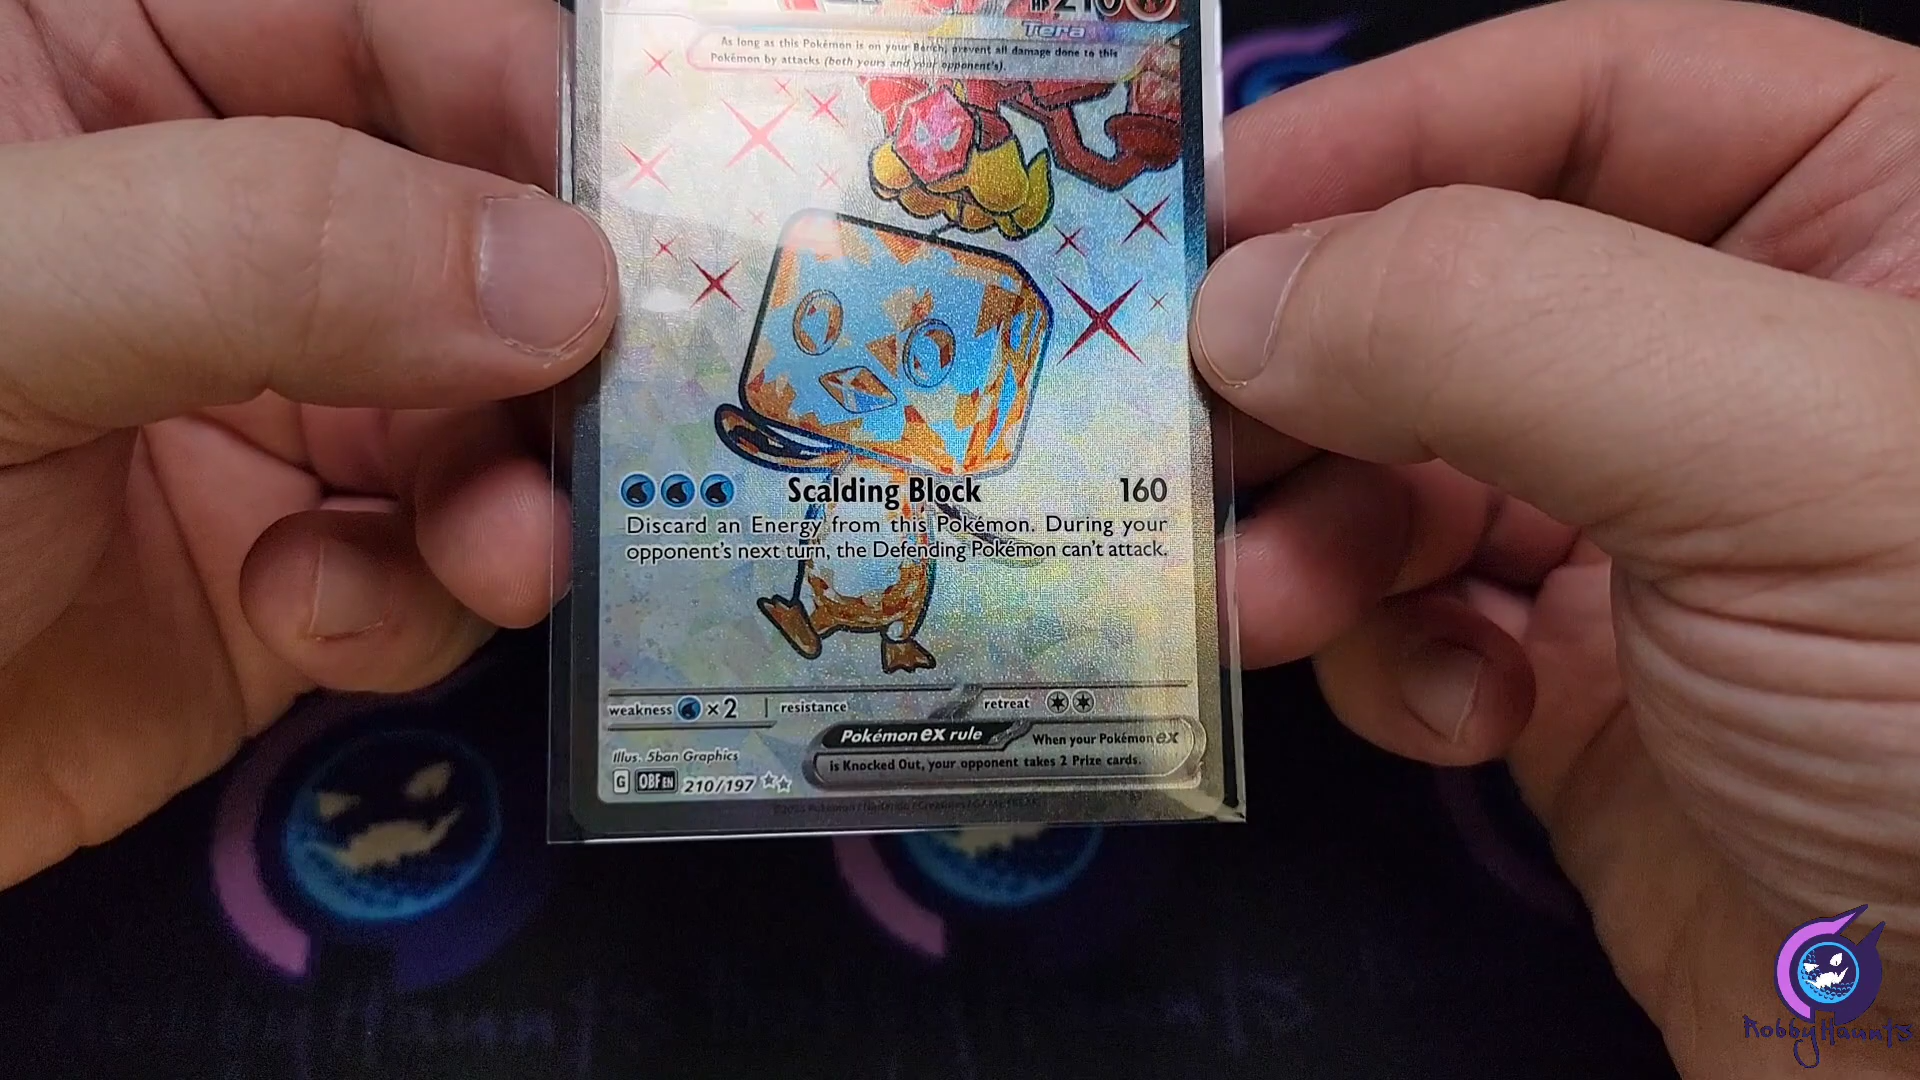 HP 210
Tera
As long as this Pokémon is on your Bench, prevent all damage done to this
Pokémon by attacks (both yours and your opponent's).
Scalding Block 160
Discard an Energy from this Pokémon. During your
opponent's next turn, the Defending Pokémon can't attack.
weakness ×2 resistance retreat
Pokémon ex rule When your Pokémon ex
is Knocked Out, your opponent takes 2 Prize cards.
Illus. 5ban Graphics
G OBF EN 210/197
RobbyHaunts